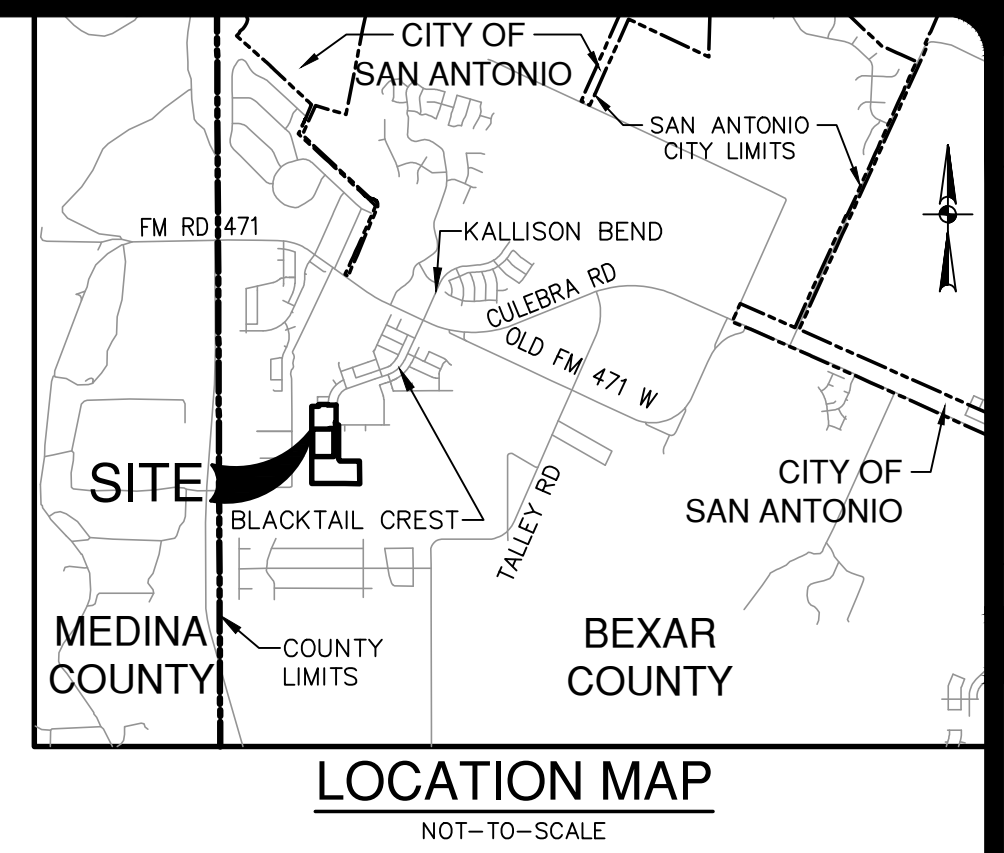 CITY OF
SAN ANTONIO
SAN ANTONIO
CITY LIMITS
FM RD 471
KALLISON BEND
CULEBRA RD
OLD FM 471 W
SITE
CITY OF
SAN ANTONIO
BLACKTAIL CREST
TALLEY RD
MEDINA
COUNTY
COUNTY
LIMITS
BEXAR
COUNTY
LOCATION MAP
NOT-TO-SCALE